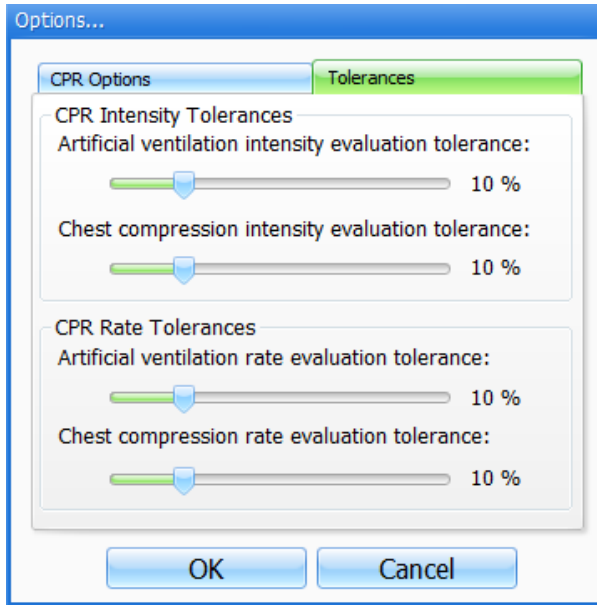 Options...
CPR Options
Tolerances
CPR Intensity Tolerances
Artificial ventilation intensity evaluation tolerance:
10 %
Chest compression intensity evaluation tolerance:
10 %
CPR Rate Tolerances
Artificial ventilation rate evaluation tolerance:
10 %
Chest compression rate evaluation tolerance:
10 %
OK
Cancel